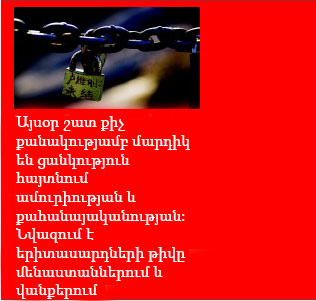 Այսօր շատ քիչ
քանակությամբ մարդիկ
են ցանկություն
հայտնում
ամուրիության և
քահանայականության:
Նվազում է
երիտասարդների թիվը
մենաստաններում և
վանքերում